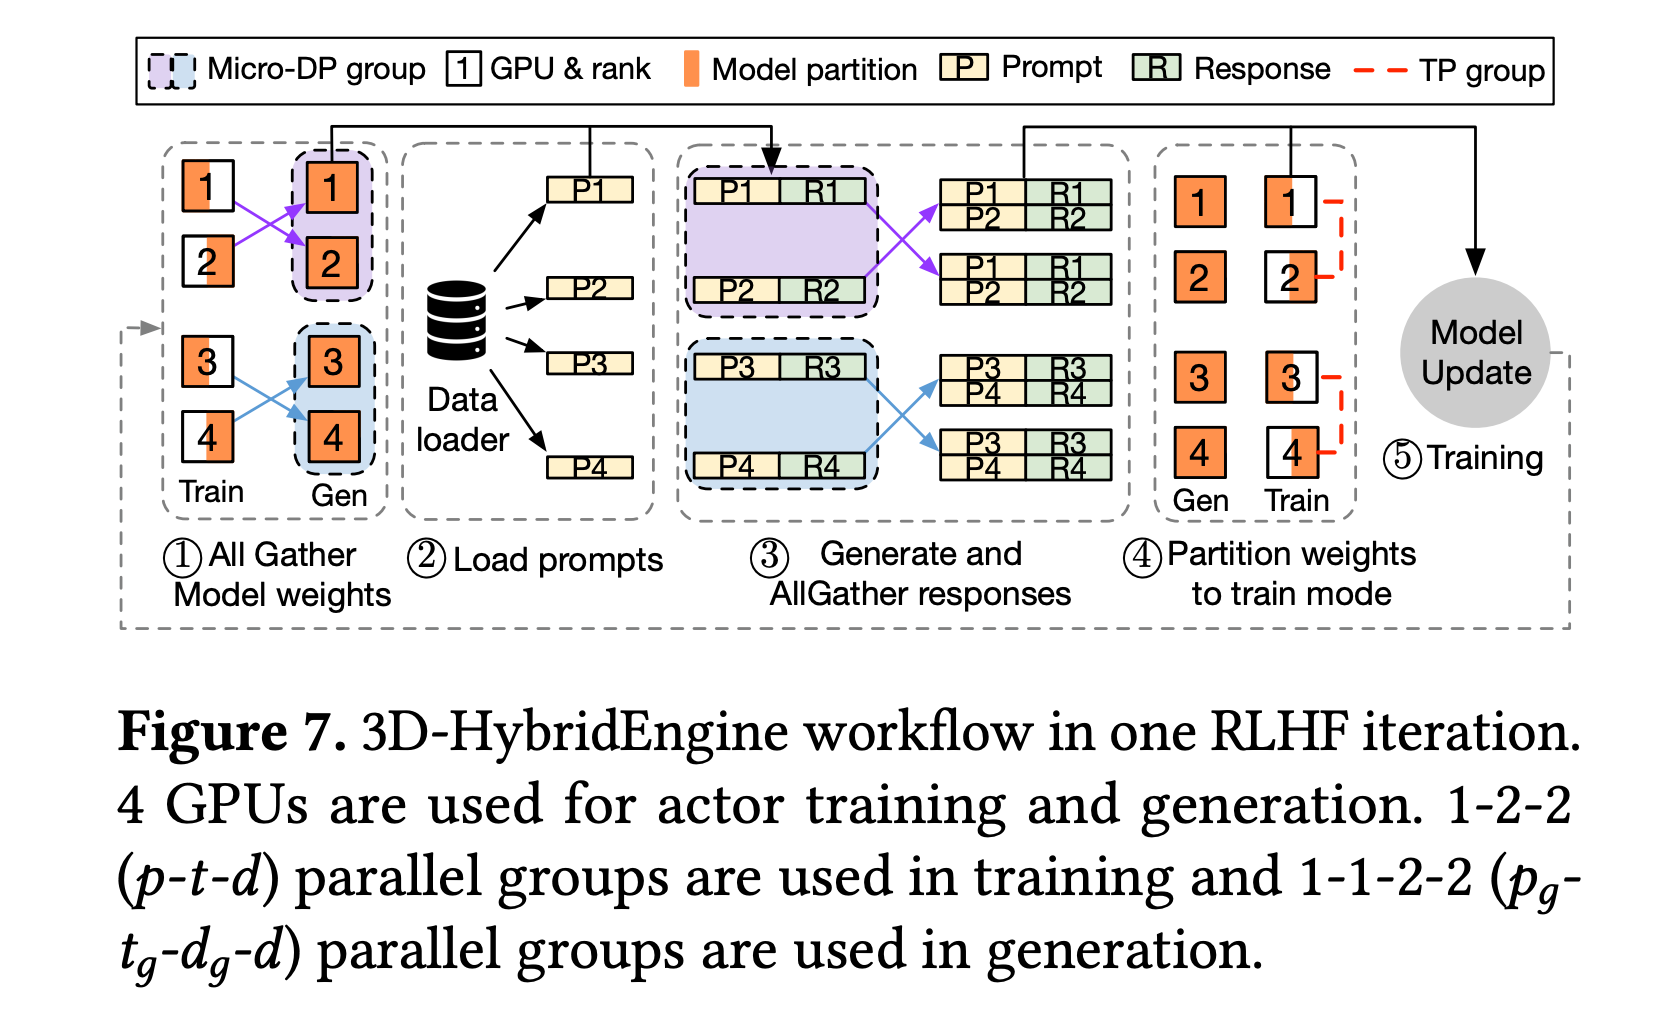 Micro-DP group 1 GPU & rank Model partition P Prompt R Response TP group
1 1
2 2
3 3
4 4
Train Gen
① All Gather
Model weights
P1
P2
P3
P4
Data
loader
② Load prompts
P1 R1
P2 R2
P3 R3
P4 R4
P1 R1
P2 R2
P1 R1
P2 R2
P3 R3
P4 R4
P3 R3
P4 R4
③ Generate and
AllGather responses
1 1
2 2
3 3
4 4
Gen Train
④ Partition weights
to train mode
Model
Update
⑤ Training
Figure 7. 3D-HybridEngine workflow in one RLHF iteration.
4 GPUs are used for actor training and generation. 1-2-2
(p-t-d) parallel groups are used in training and 1-1-2-2 (pg-
tg-dg-d) parallel groups are used in generation.